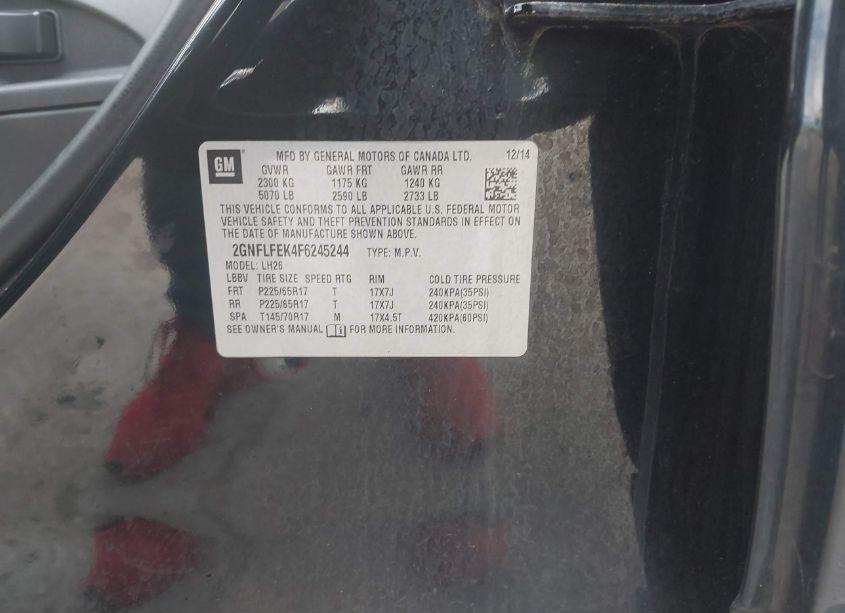 GM MFD BY GENERAL MOTORS OF CANADA LTD. 12/14
GVWR GAWR FRT GAWR RR
2300 KG 1175 KG 1240 KG
5070 LB 2590 LB 2733 LB
THIS VEHICLE CONFORMS TO ALL APPLICABLE U.S. FEDERAL MOTOR
VEHICLE SAFETY AND THEFT PREVENTION STANDARDS IN EFFECT ON
THE DATE OF MANUFACTURE SHOWN ABOVE.
2GNFLFEK4F6245244 TYPE: M.P.V.
MODEL: LH26
LBBV TIRE SIZE SPEED RTG RIM COLD TIRE PRESSURE
FRT P225/65R17 T 17X7J 240KPA(35PSI)
RR P225/65R17 T 17X7J 240KPA(35PSI)
SPA T145/70R17 M 17X4.5T 420KPA(60PSI)
SEE OWNER'S MANUAL FOR MORE INFORMATION.